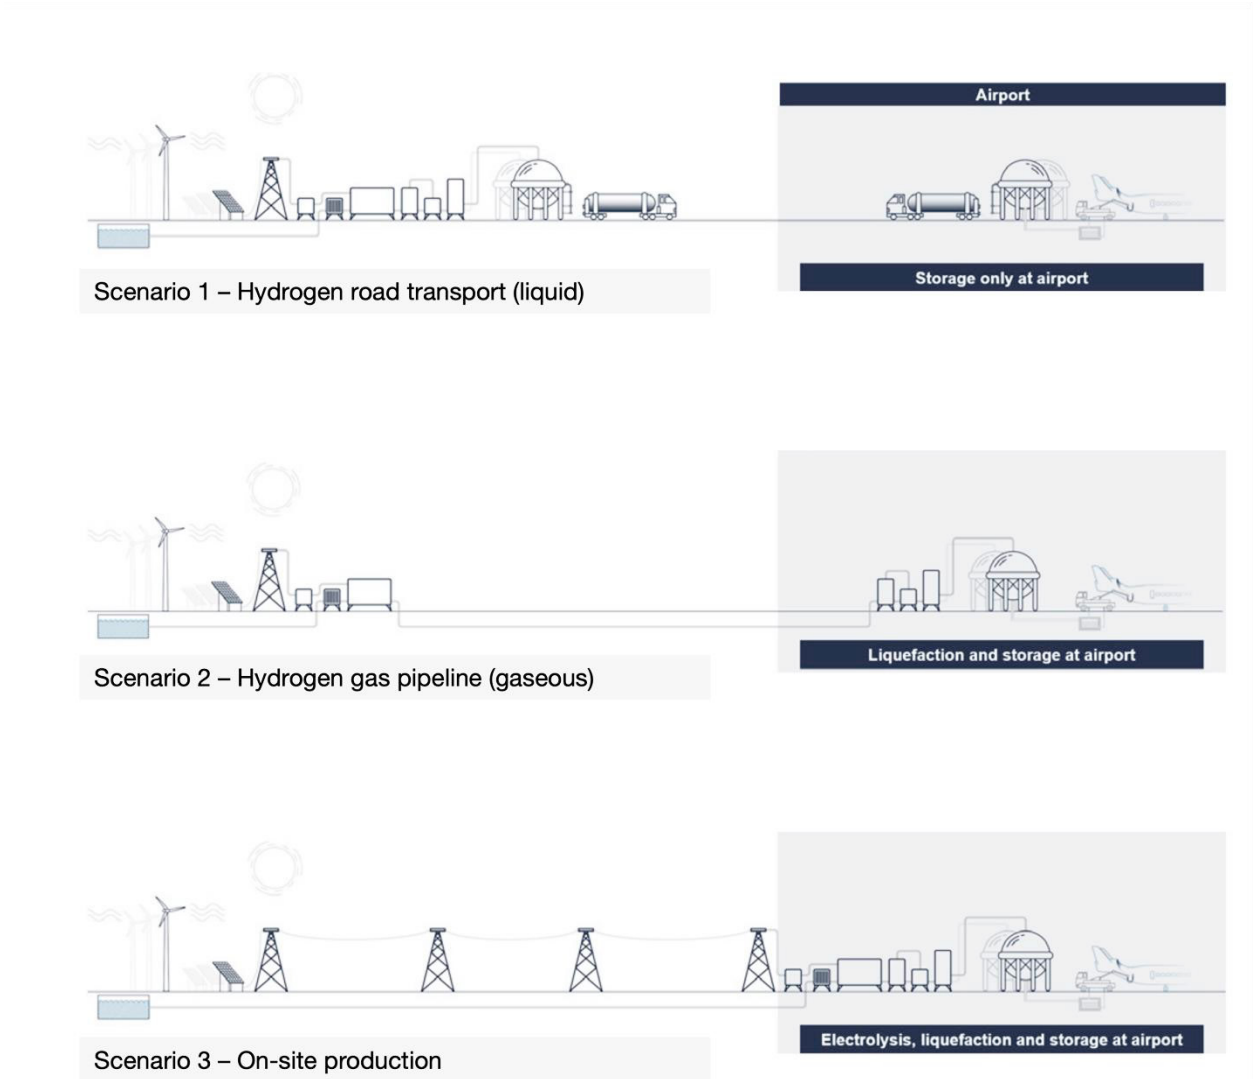 Airport
Storage only at airport
Scenario 1 – Hydrogen road transport (liquid)
Liquefaction and storage at airport
Scenario 2 – Hydrogen gas pipeline (gaseous)
Electrolysis, liquefaction and storage at airport
Scenario 3 – On-site production